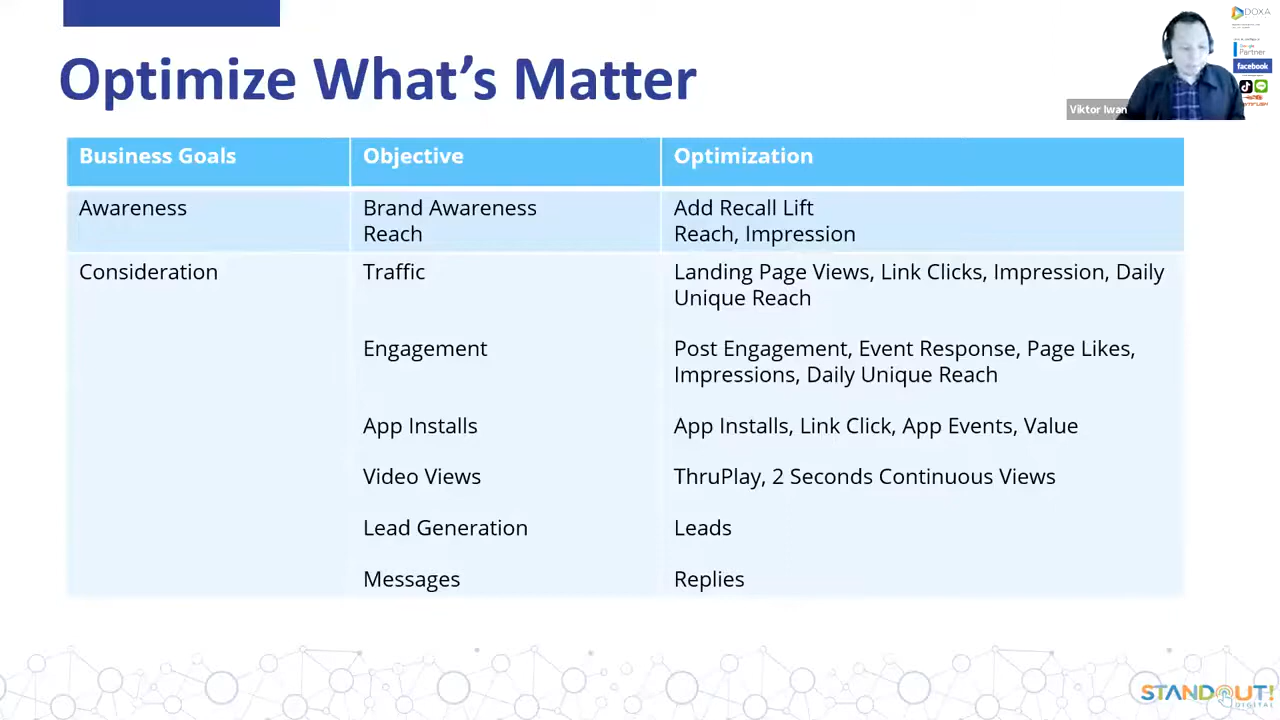 Optimize What's Matter
DOXA
Google
Partner
facebook
Viktor Iwan
Business Goals
Objective
Optimization
Awareness
Brand Awareness
Reach
Add Recall Lift
Reach, Impression
Consideration
Traffic
Landing Page Views, Link Clicks, Impression, Daily
Unique Reach
Engagement
Post Engagement, Event Response, Page Likes,
Impressions, Daily Unique Reach
App Installs
App Installs, Link Click, App Events, Value
Video Views
ThruPlay, 2 Seconds Continuous Views
Lead Generation
Leads
Messages
Replies
STANDOUT!
DIGITAL